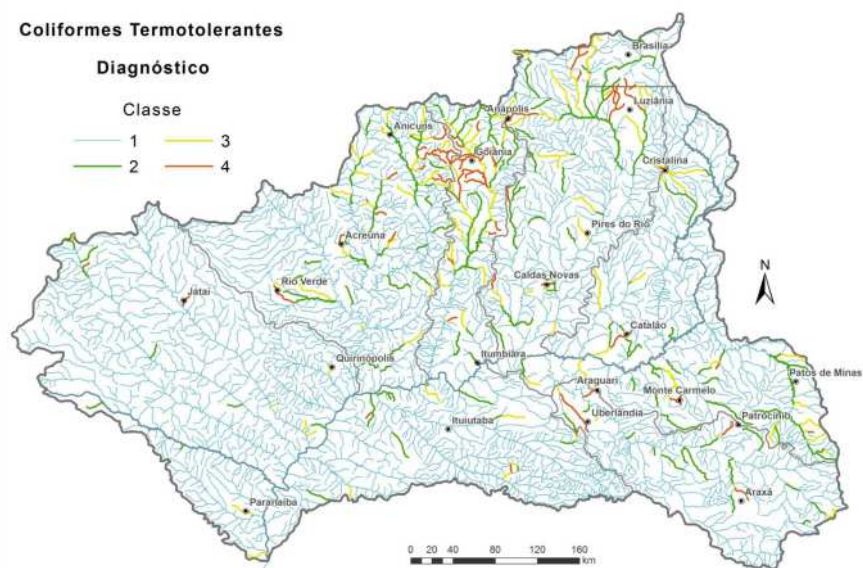 Coliformes Termotolerantes
Diagnóstico
Classe
1
3
2
4
Brasília
Luziânia
Anápolis
Anicuns
Goiânia
Cristalina
Pires do Rio
Acreúna
N
Caldas Novas
Rio Verde
Jataí
Catalão
Quirinópolis
Itumbiara
Patos de Minas
Araguari
Monte Carmelo
Uberlândia
Patrocínio
Ituiutaba
Araxá
Paranaíba
0 20 40 80 120 160
km